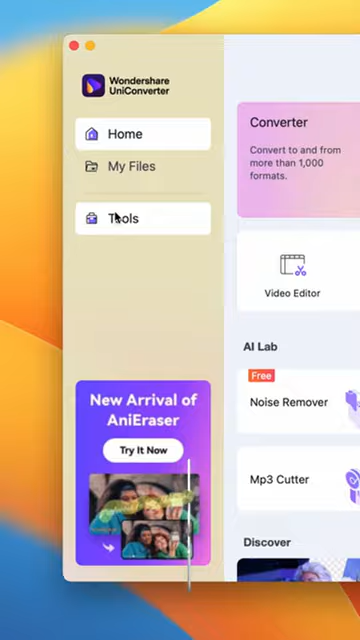 Wondershare
UniConverter
Home
My Files
Tools
New Arrival of
AniEraser
Try It Now
Converter
Convert to and from
more than 1,000
formats.
Video Editor
AI Lab
Free
Noise Remover
Mp3 Cutter
Discover